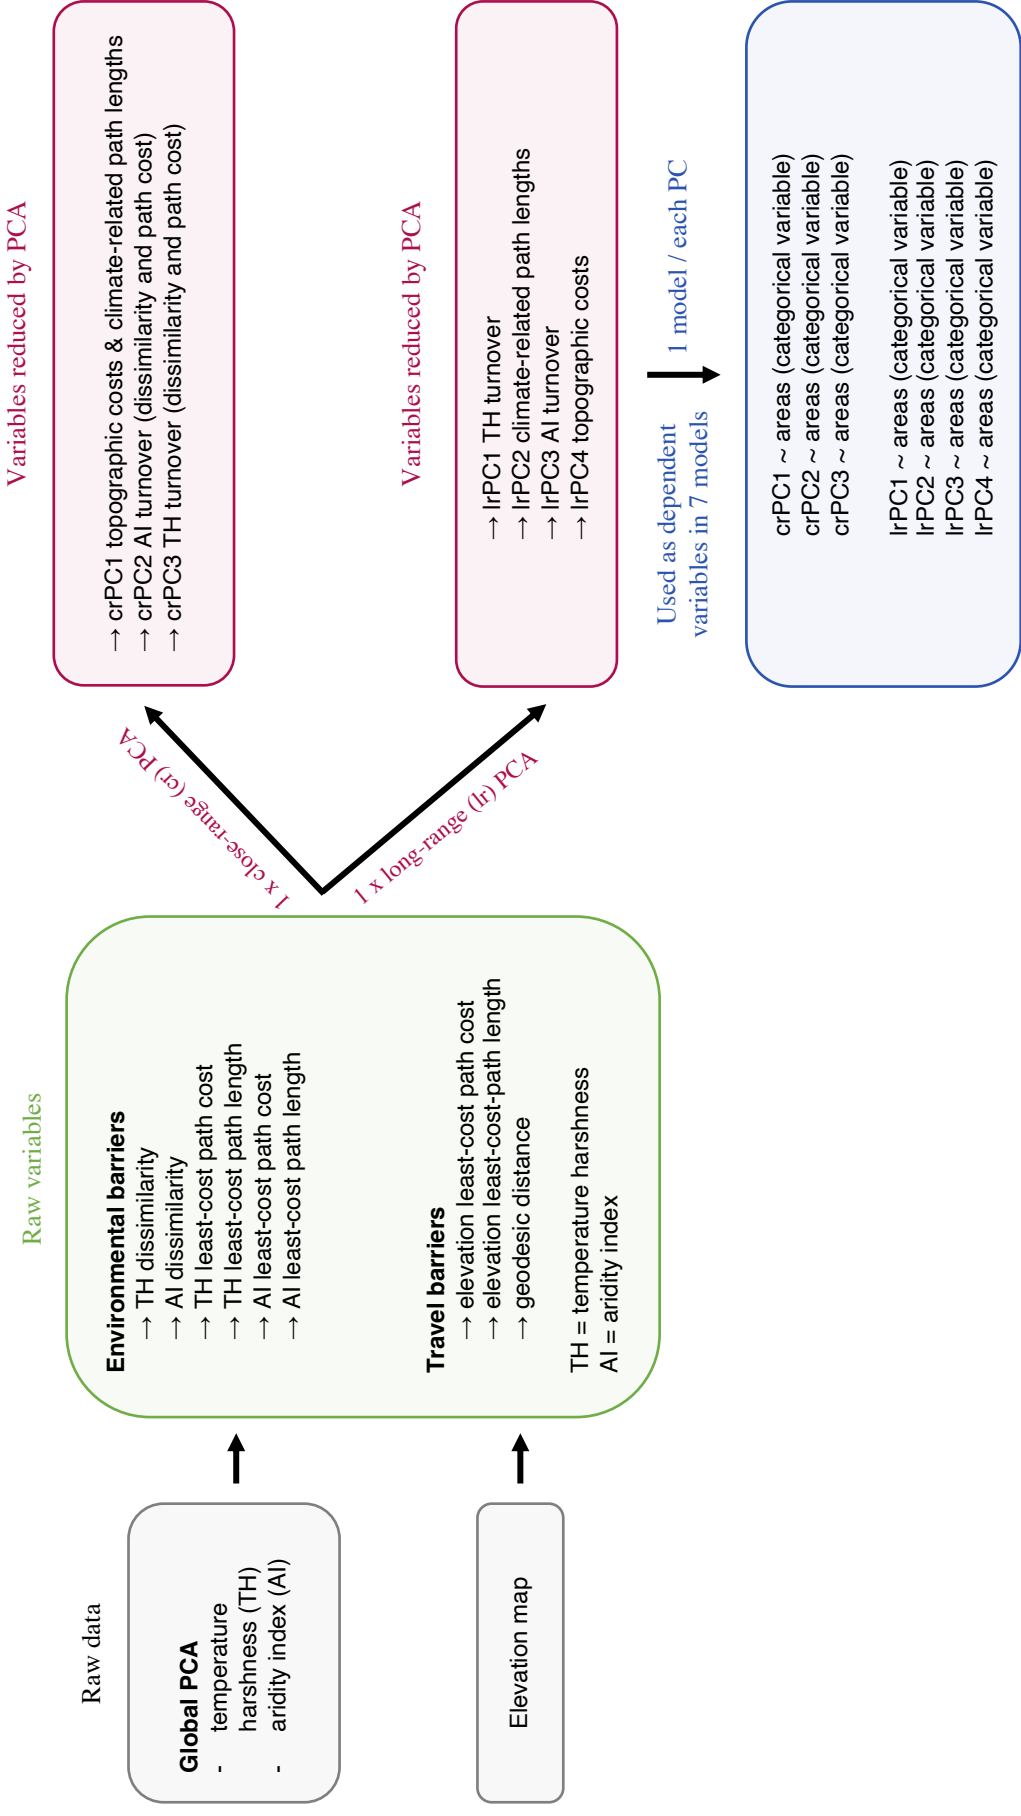 Raw data
Global PCA
- temperature
harshness (TH)
- aridity index (AI)
Elevation map
Raw variables
Environmental barriers
→ TH dissimilarity
→ AI dissimilarity
→ TH least-cost path cost
→ TH least-cost path length
→ AI least-cost path cost
→ AI least-cost path length
Travel barriers
→ elevation least-cost path cost
→ elevation least-cost-path length
→ geodesic distance
TH = temperature harshness
AI = aridity index
1 x close-range (cr) PCA
1 x long-range (lr) PCA
Variables reduced by PCA
→ crPC1 topographic costs & climate-related path lengths
→ crPC2 AI turnover (dissimilarity and path cost)
→ crPC3 TH turnover (dissimilarity and path cost)
Variables reduced by PCA
→ lrPC1 TH turnover
→ lrPC2 climate-related path lengths
→ lrPC3 AI turnover
→ lrPC4 topographic costs
Used as dependent
variables in 7 models
1 model / each PC
crPC1 ~ areas (categorical variable)
crPC2 ~ areas (categorical variable)
crPC3 ~ areas (categorical variable)
lrPC1 ~ areas (categorical variable)
lrPC2 ~ areas (categorical variable)
lrPC3 ~ areas (categorical variable)
lrPC4 ~ areas (categorical variable)